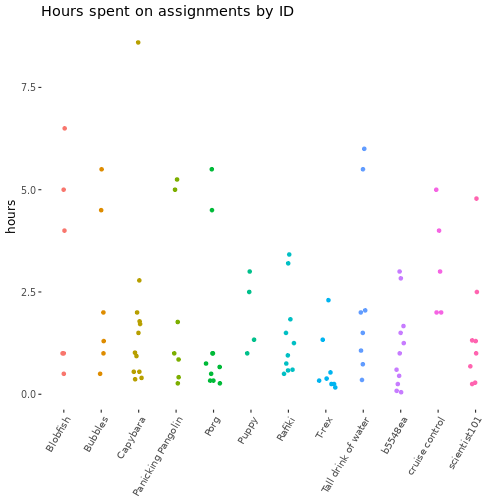 Hours spent on assignments by ID
hours
7.5
5.0
2.5
0.0
Blobfish
Bubbles
Capybara
Panicking Pangolin
Porg
Puppy
Rafiki
T-rex
Tall drink of water
b5548ea
cruise control
scientist101